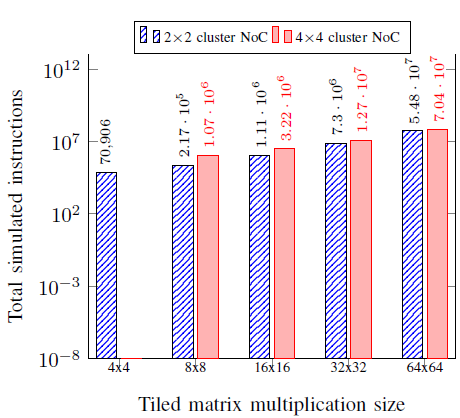 2×2 cluster NoC 4×4 cluster NoC
10^12
10^7
10^2
10^−3
10^−8
Total simulated instructions
70,906
2.17 · 10^5
1.07 · 10^6
1.11 · 10^6
3.22 · 10^6
7.3 · 10^6
1.27 · 10^7
5.48 · 10^7
7.04 · 10^7
4x4 8x8 16x16 32x32 64x64
Tiled matrix multiplication size